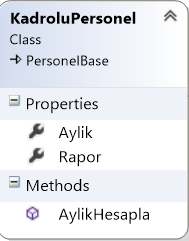 KadroluPersonel
Class
PersonelBase
Properties
Aylik
Rapor
Methods
AylikHesapla